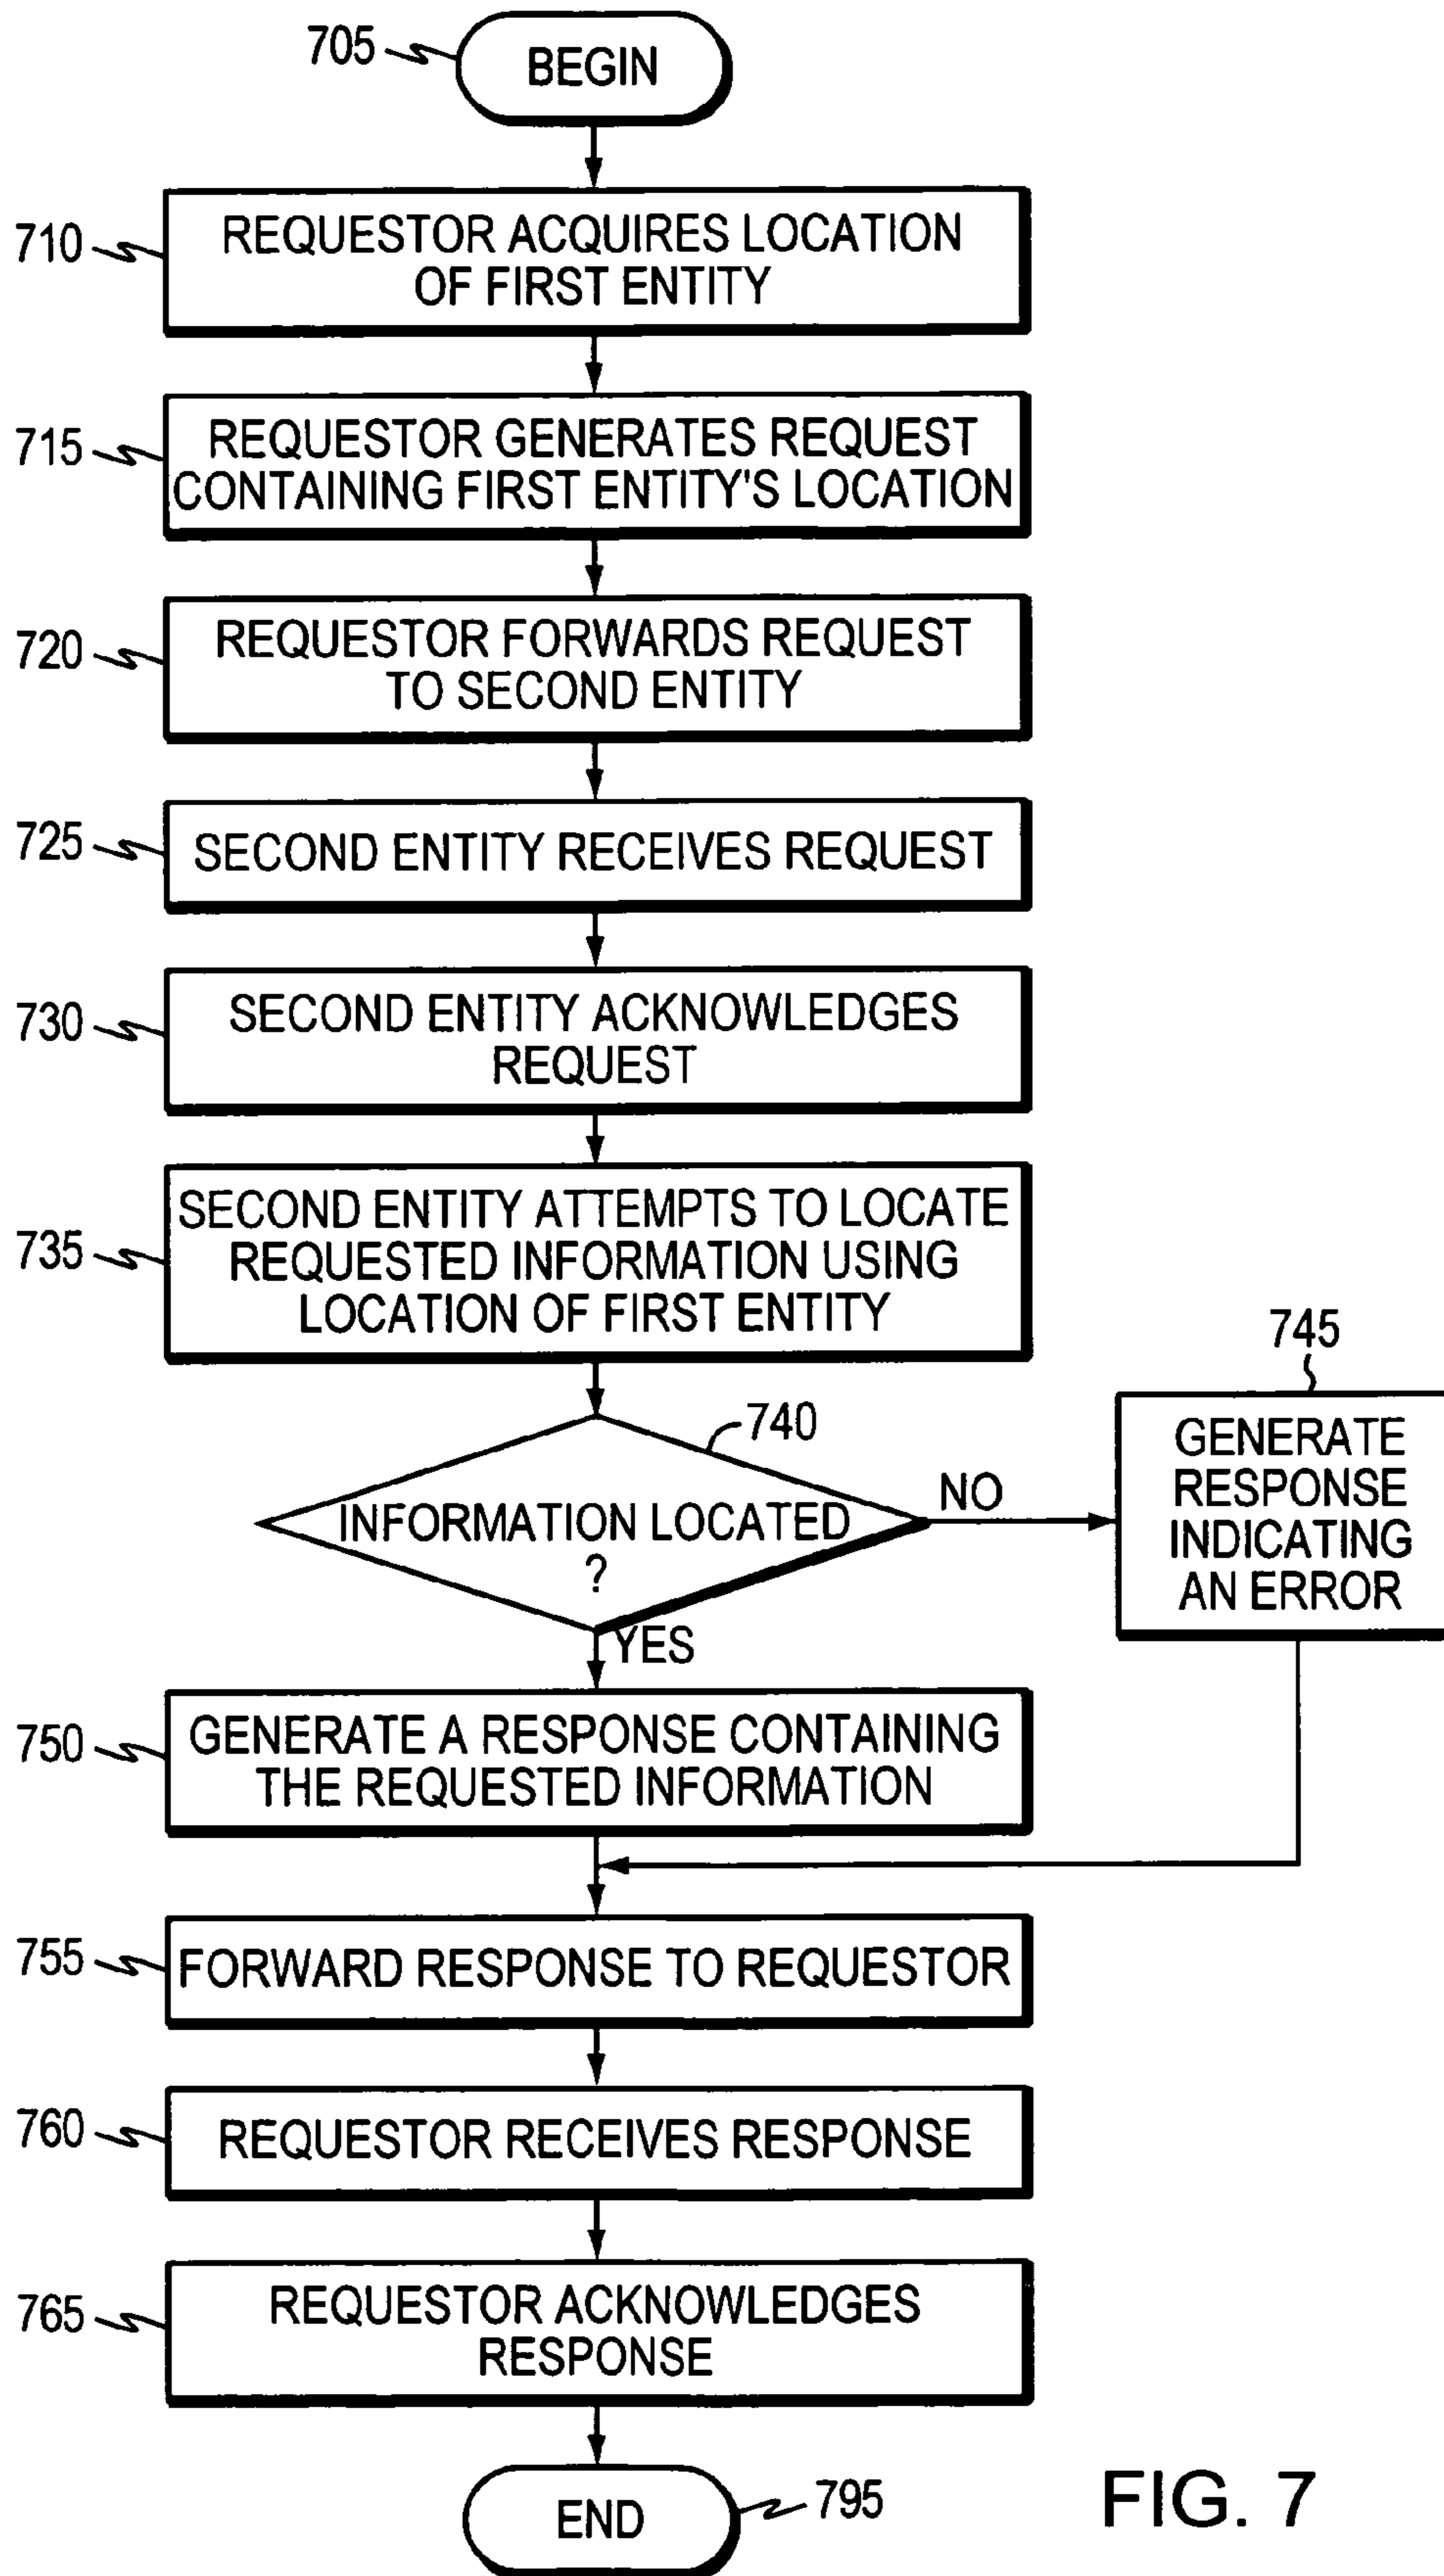 705
BEGIN
710
REQUESTOR ACQUIRES LOCATION
OF FIRST ENTITY
715
REQUESTOR GENERATES REQUEST
CONTAINING FIRST ENTITY'S LOCATION
720
REQUESTOR FORWARDS REQUEST
TO SECOND ENTITY
725
SECOND ENTITY RECEIVES REQUEST
730
SECOND ENTITY ACKNOWLEDGES
REQUEST
735
SECOND ENTITY ATTEMPTS TO LOCATE
REQUESTED INFORMATION USING
LOCATION OF FIRST ENTITY
740
INFORMATION LOCATED
?
NO
745
GENERATE
RESPONSE
INDICATING
AN ERROR
YES
750
GENERATE A RESPONSE CONTAINING
THE REQUESTED INFORMATION
755
FORWARD RESPONSE TO REQUESTOR
760
REQUESTOR RECEIVES RESPONSE
765
REQUESTOR ACKNOWLEDGES
RESPONSE
END
795
FIG. 7